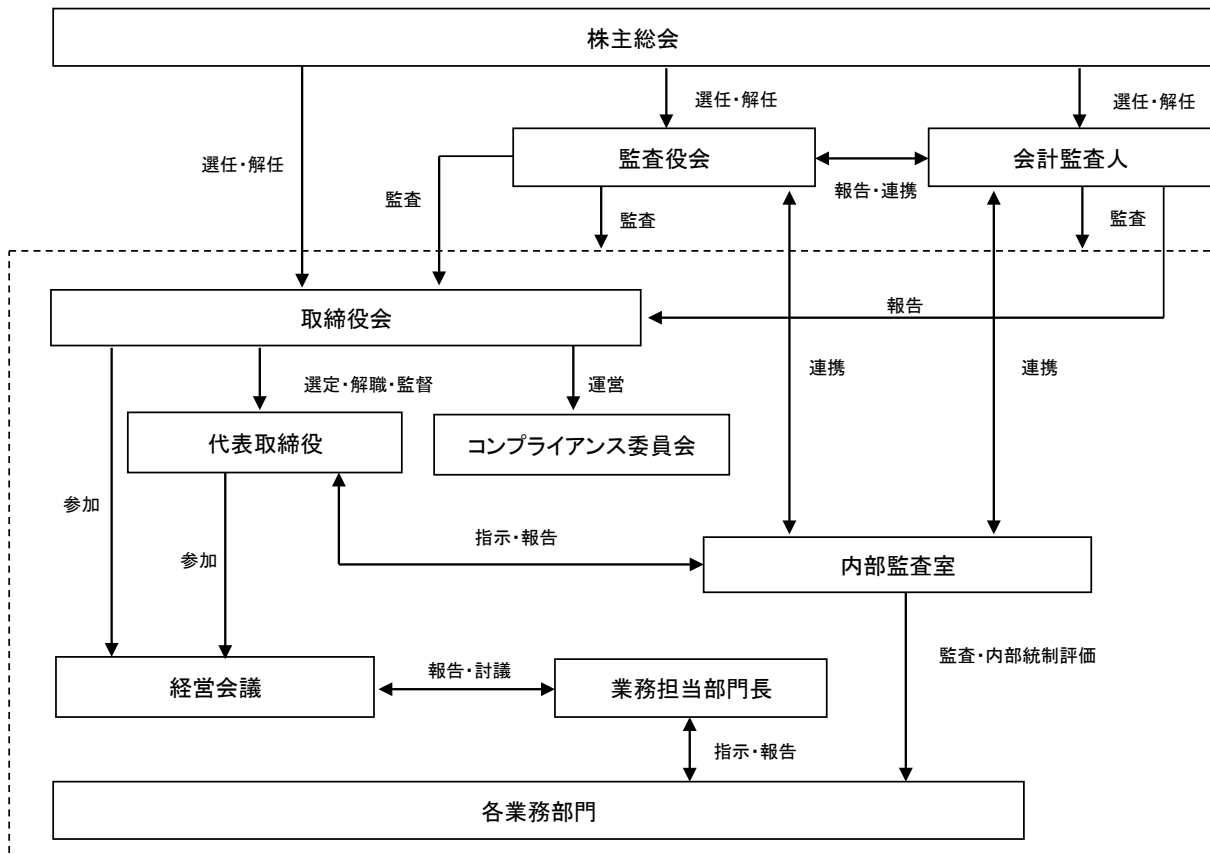 株主総会
選任・解任
選任・解任
選任・解任
監査役会
会計監査人
報告・連携
監査
監査
監査
取締役会
報告
選定・解職・監督
運営
連携
連携
代表取締役
コンプライアンス委員会
参加
参加
指示・報告
内部監査室
経営会議
報告・討議
業務担当部門長
監査・内部統制評価
指示・報告
各業務部門